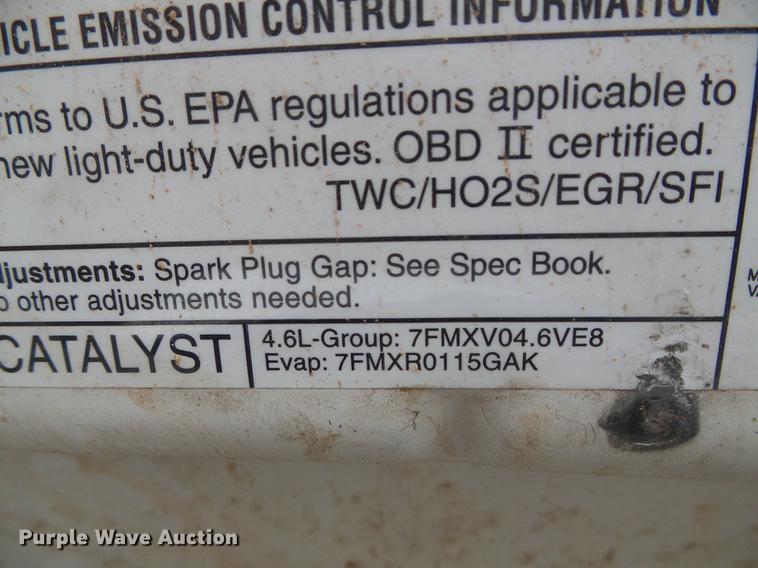 ICLE EMISSION CONTROL INFORMATION
rms to U.S. EPA regulations applicable to
new light-duty vehicles. OBD II certified.
TWC/HO2S/EGR/SFI
djustments: Spark Plug Gap: See Spec Book.
o other adjustments needed.
CATALYST
4.6L-Group: 7FMXV04.6VE8
Evap: 7FMXR0115GAK
M
VA
Purple Wave Auction